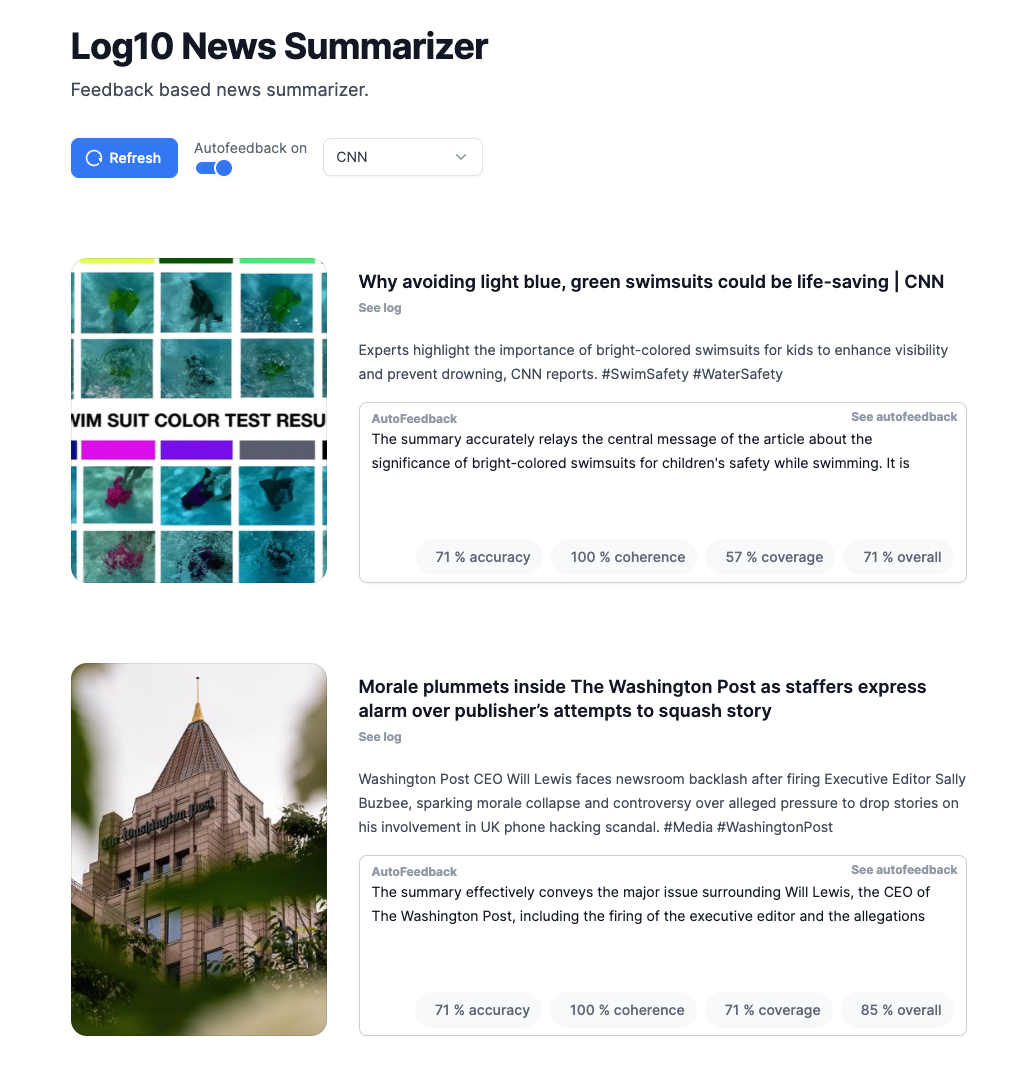 Log10 News Summarizer
Feedback based news summarizer.
Refresh
Autofeedback on
CNN
WIM SUIT COLOR TEST RESU
Why avoiding light blue, green swimsuits could be life-saving | CNN
See log
Experts highlight the importance of bright-colored swimsuits for kids to enhance visibility
and prevent drowning, CNN reports. #SwimSafety #WaterSafety
AutoFeedback
See autofeedback
The summary accurately relays the central message of the article about the
significance of bright-colored swimsuits for children's safety while swimming. It is
71 % accuracy
100 % coherence
57 % coverage
71 % overall
The Washington Post
Morale plummets inside The Washington Post as staffers express
alarm over publisher’s attempts to squash story
See log
Washington Post CEO Will Lewis faces newsroom backlash after firing Executive Editor Sally
Buzbee, sparking morale collapse and controversy over alleged pressure to drop stories on
his involvement in UK phone hacking scandal. #Media #WashingtonPost
AutoFeedback
See autofeedback
The summary effectively conveys the major issue surrounding Will Lewis, the CEO of
The Washington Post, including the firing of the executive editor and the allegations
71 % accuracy
100 % coherence
71 % coverage
85 % overall